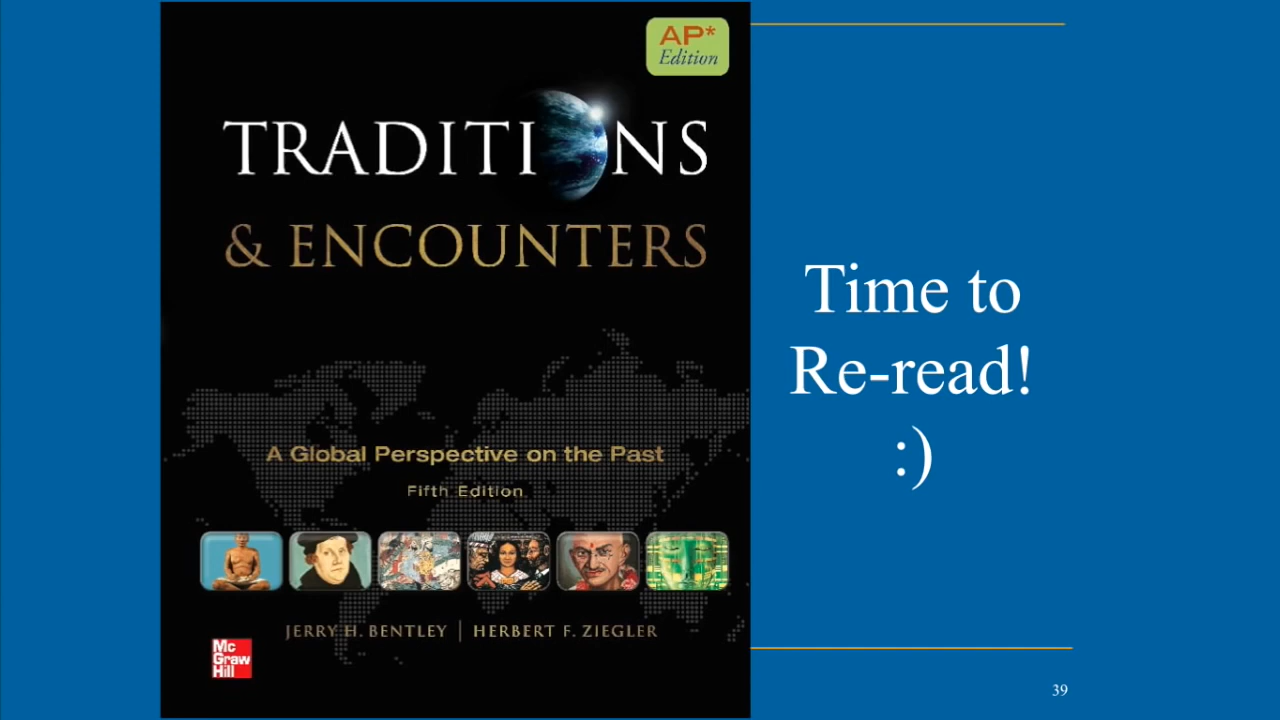 AP*
Edition
TRADITIONS
& ENCOUNTERS
A Global Perspective on the Past
Fifth Edition
JERRY H. BENTLEY | HERBERT F. ZIEGLER
Mc
Graw
Hill
Time to
Re-read!
:)
39